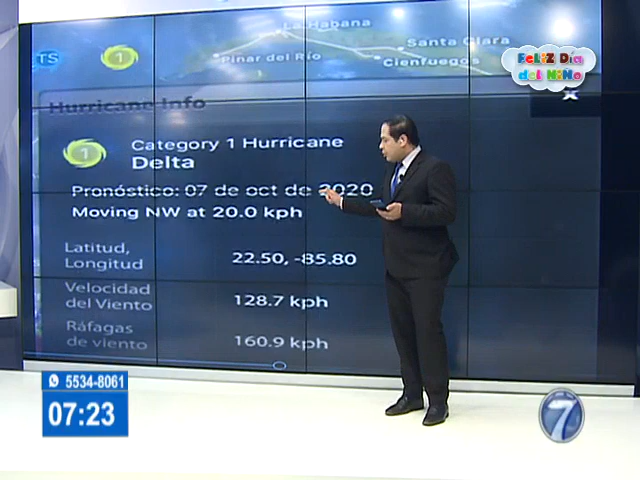 La Habana
TS
1
Pinar del Río
Santa Clara
Cienfuegos
FeLiZ Día
del NiÑo
Hurricane Info
x
1
Category 1 Hurricane
Delta
Pronóstico: 07 de oct de 2020
Moving NW at 20.0 kph
Latitud,
Longitud
22.50, -85.80
Velocidad
del Viento
128.7 kph
Ráfagas
de viento
160.9 kph
5534-8061
07:23
7